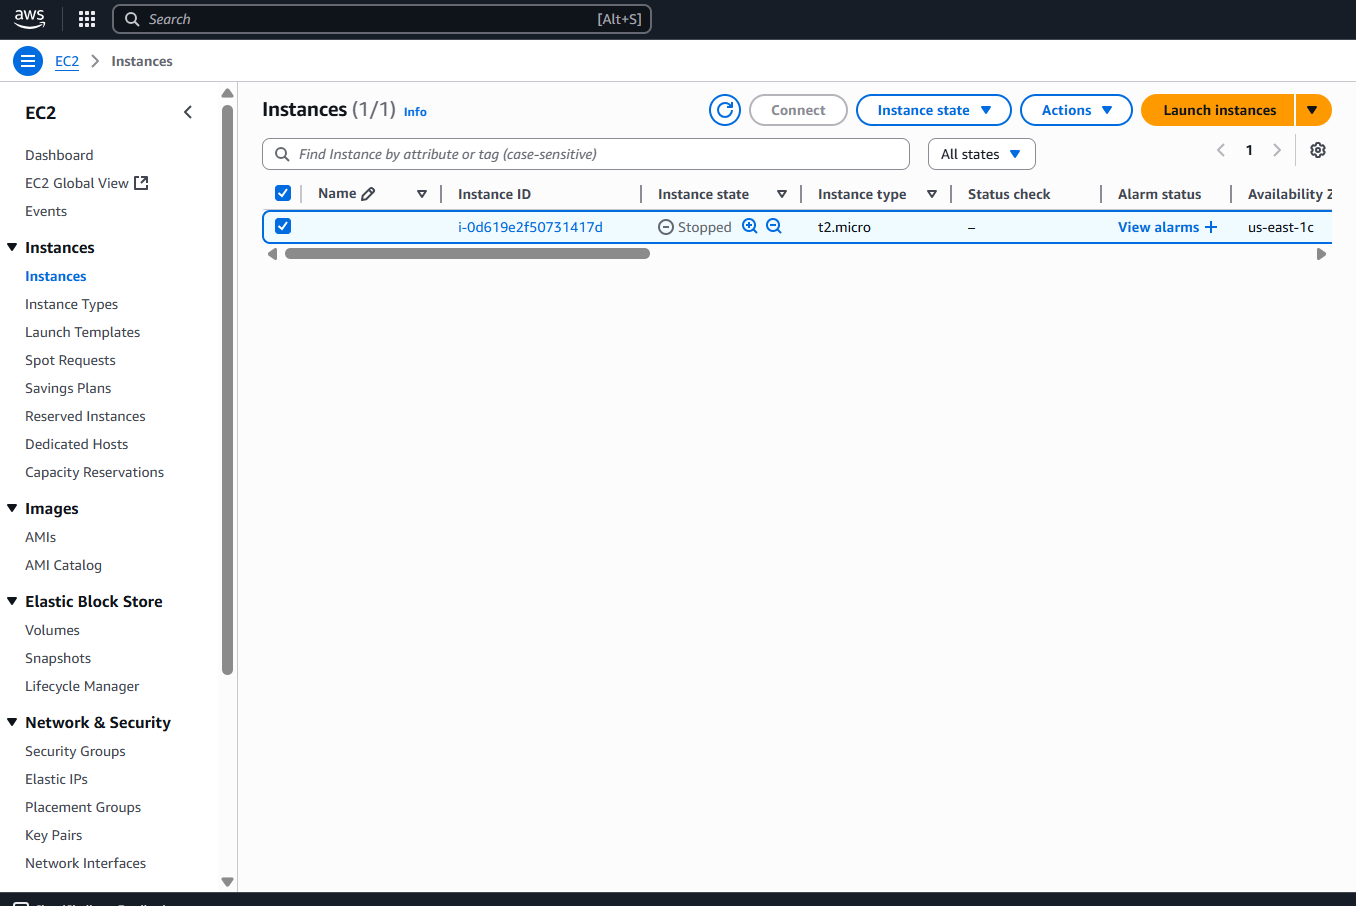 aws
Search [Alt+S]
EC2 Instances
EC2
Dashboard
EC2 Global View
Events
Instances
Instances
Instance Types
Launch Templates
Spot Requests
Savings Plans
Reserved Instances
Dedicated Hosts
Capacity Reservations
Images
AMIs
AMI Catalog
Elastic Block Store
Volumes
Snapshots
Lifecycle Manager
Network & Security
Security Groups
Elastic IPs
Placement Groups
Key Pairs
Network Interfaces
Instances (1/1) Info
Connect Instance state Actions Launch instances
Find Instance by attribute or tag (case-sensitive) All states 1
Name Instance ID Instance state Instance type Status check Alarm status Availability Z
i-0d619e2f50731417d Stopped t2.micro – View alarms + us-east-1c